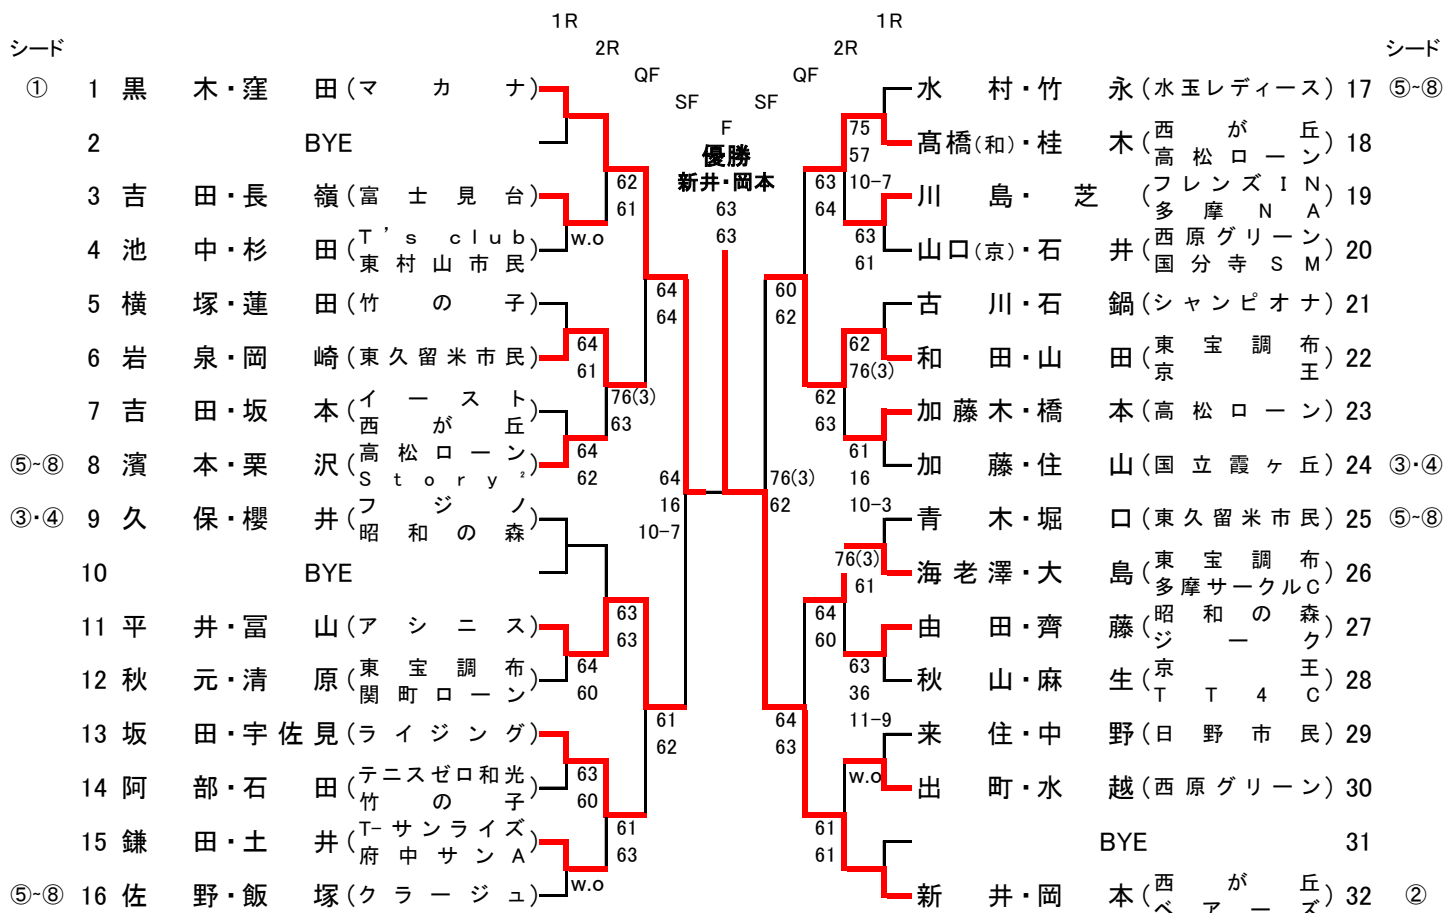 1R 1R
シード 2R 2R シード
QF QF
SF SF
F
優勝
新井・岡本
63
63
① 1 黒木・窪田(マカナ)
2 BYE
3 吉田・長嶺(富士見台)
4 池中・杉田(T's club 東村山市民)
w.o
62
61
5 横塚・蓮田(竹の子)
6 岩泉・岡崎(東久留米市民)
64
61
7 吉田・坂本(イースト 西が丘)
⑤~⑧ 8 濱本・栗沢(高松ローン Story²)
64
62
76(3)
63
64
64
③・④ 9 久保・櫻井(フジノ 昭和の森)
10 BYE
11 平井・冨山(アシニス)
12 秋元・清原(東宝調布 関町ローン)
64
60
63
63
13 坂田・宇佐見(ライジング)
14 阿部・石田(テニスゼロ和光 竹の子)
63
60
15 鎌田・土井(T-サンライズ 府中サンA)
⑤~⑧ 16 佐野・飯塚(クラージュ)
w.o
61
63
61
62
64
16
10-7
水村・竹永(水玉レディース) 17 ⑤~⑧
髙橋(和)・桂木(西が丘 高松ローン) 18
75
57
10-7
川島・芝(フレンズIN 多摩NA) 19
山口(京)・石井(西原グリーン 国分寺SM) 20
63
61
63
64
古川・石鍋(シャンピオナ) 21
和田・山田(東宝調布 京王) 22
62
76(3)
加藤木・橋本(高松ローン) 23
加藤・住山(国立霞ヶ丘) 24 ③・④
61
16
10-3
62
63
60
62
青木・堀口(東久留米市民) 25 ⑤~⑧
海老澤・大島(東宝調布 多摩サークルC) 26
76(3)
61
由田・齊藤(昭和の森 ジーク) 27
秋山・麻生(京王 TT4C) 28
63
36
11-9
64
60
来住・中野(日野市民) 29
出町・水越(西原グリーン) 30
w.o
BYE 31
新井・岡本(西が丘 ベアーズ) 32 ②
61
61
64
63
76(3)
62